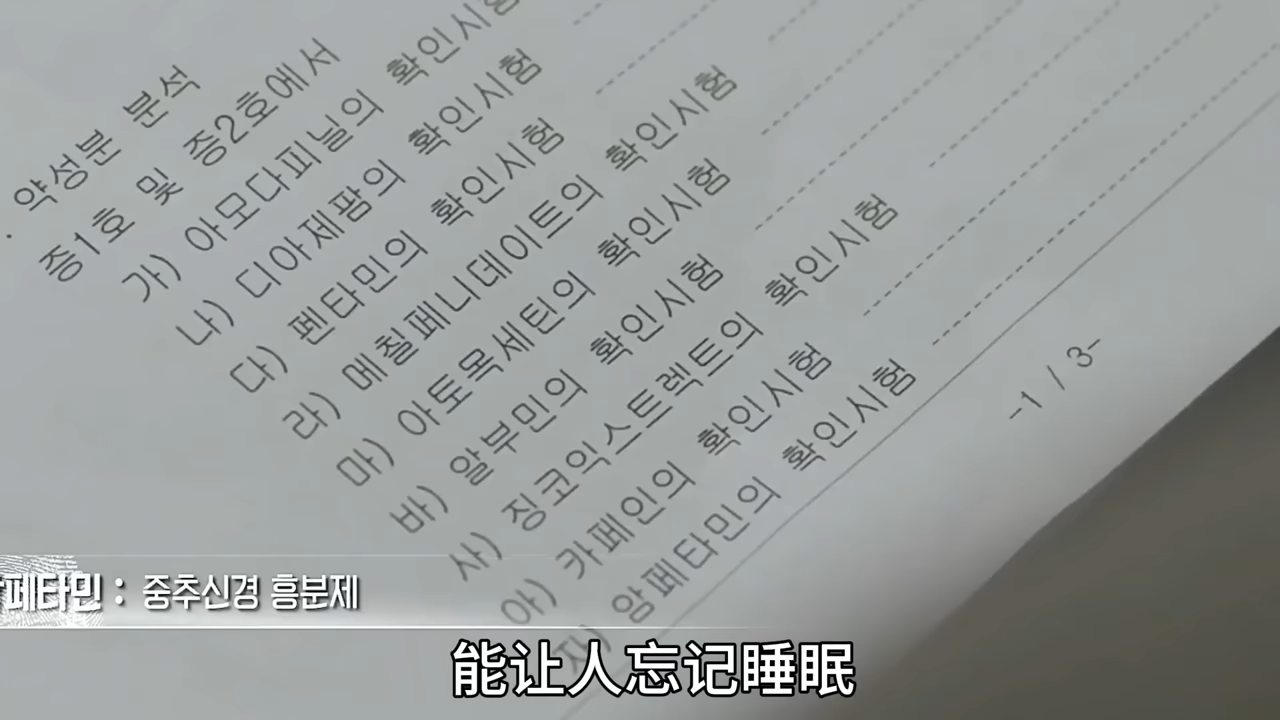 약성분 분석
증1호 및 증2호에서
가) 아모다피닐의 확인시험
나) 디아제팜의 확인시험
다) 펜타민의 확인시험
라) 메칠페니데이트의 확인시험
마) 아토목세틴의 확인시험
바) 알부민의 확인시험
사) 징코익스트렉트의 확인시험
아) 카페인의 확인시험
자) 암페타민의 확인시험
-1 / 3-
암페타민 : 중추신경 흥분제
能让人忘记睡眠